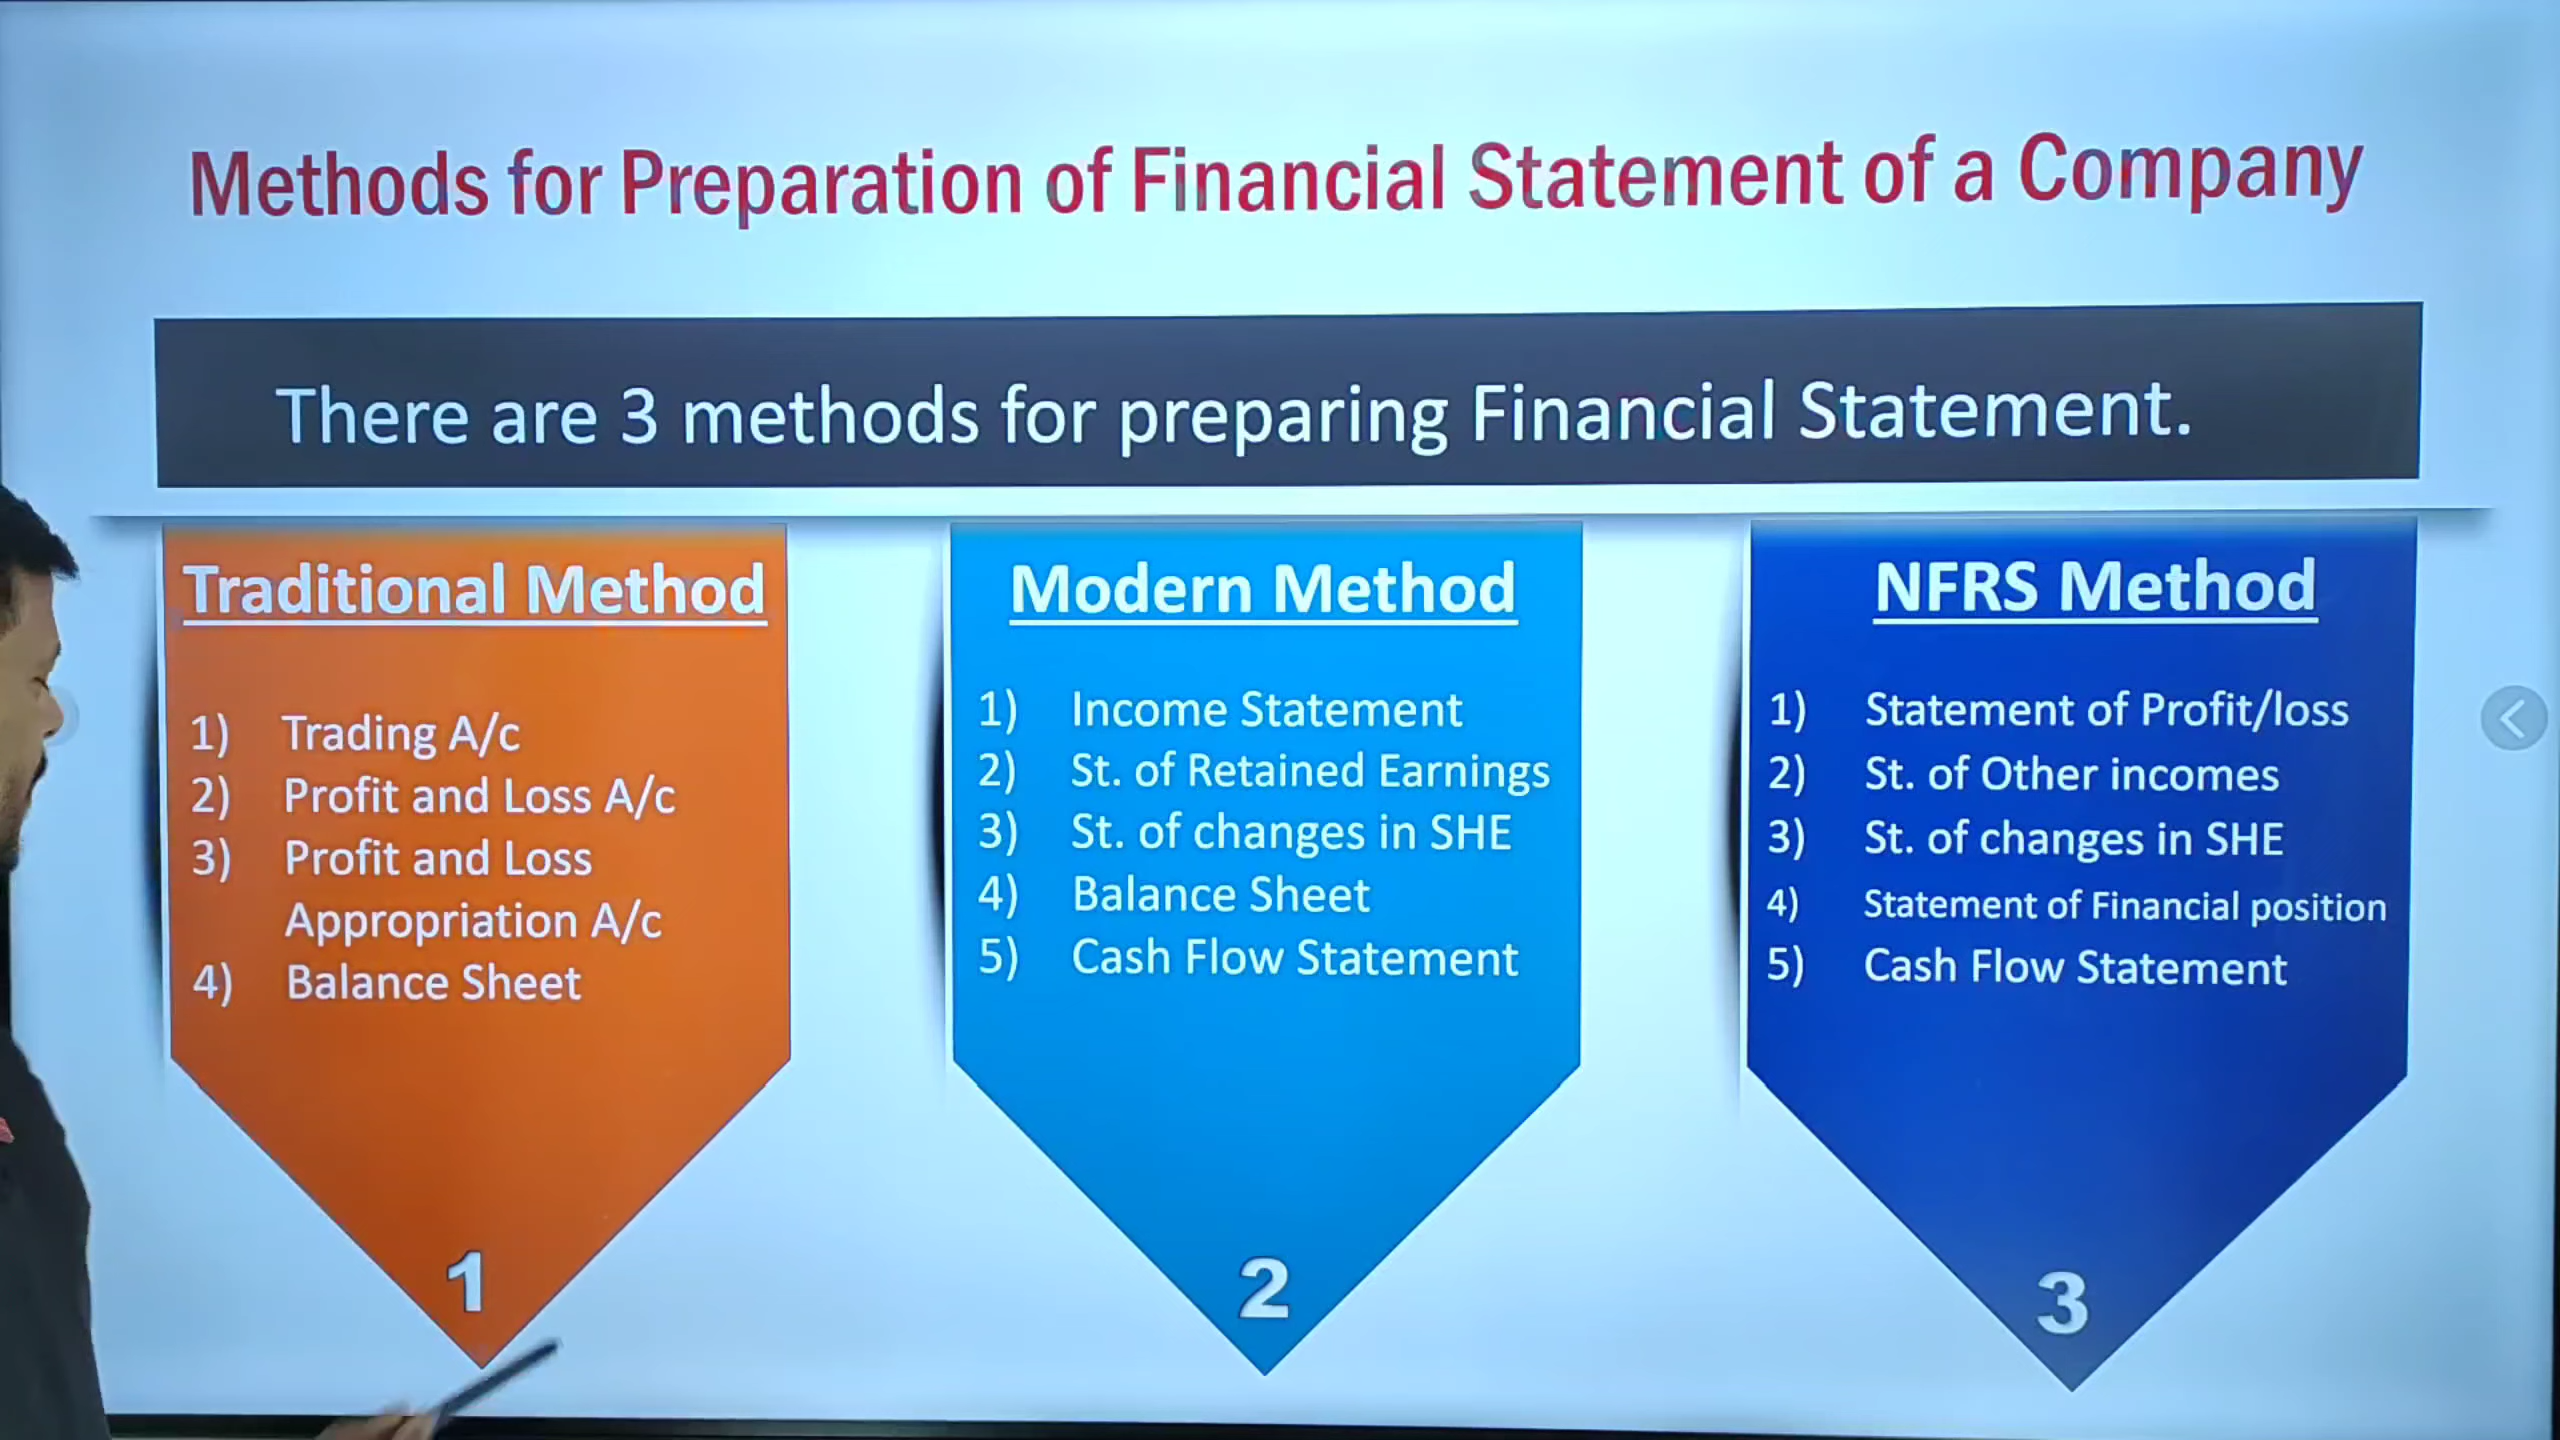 Methods for Preparation of Financial Statement of a Company
There are 3 methods for preparing Financial Statement.
Traditional Method
1) Trading A/c
2) Profit and Loss A/c
3) Profit and Loss
Appropriation A/c
4) Balance Sheet
1
Modern Method
1) Income Statement
2) St. of Retained Earnings
3) St. of changes in SHE
4) Balance Sheet
5) Cash Flow Statement
2
NFRS Method
1) Statement of Profit/loss
2) St. of Other incomes
3) St. of changes in SHE
4) Statement of Financial position
5) Cash Flow Statement
3